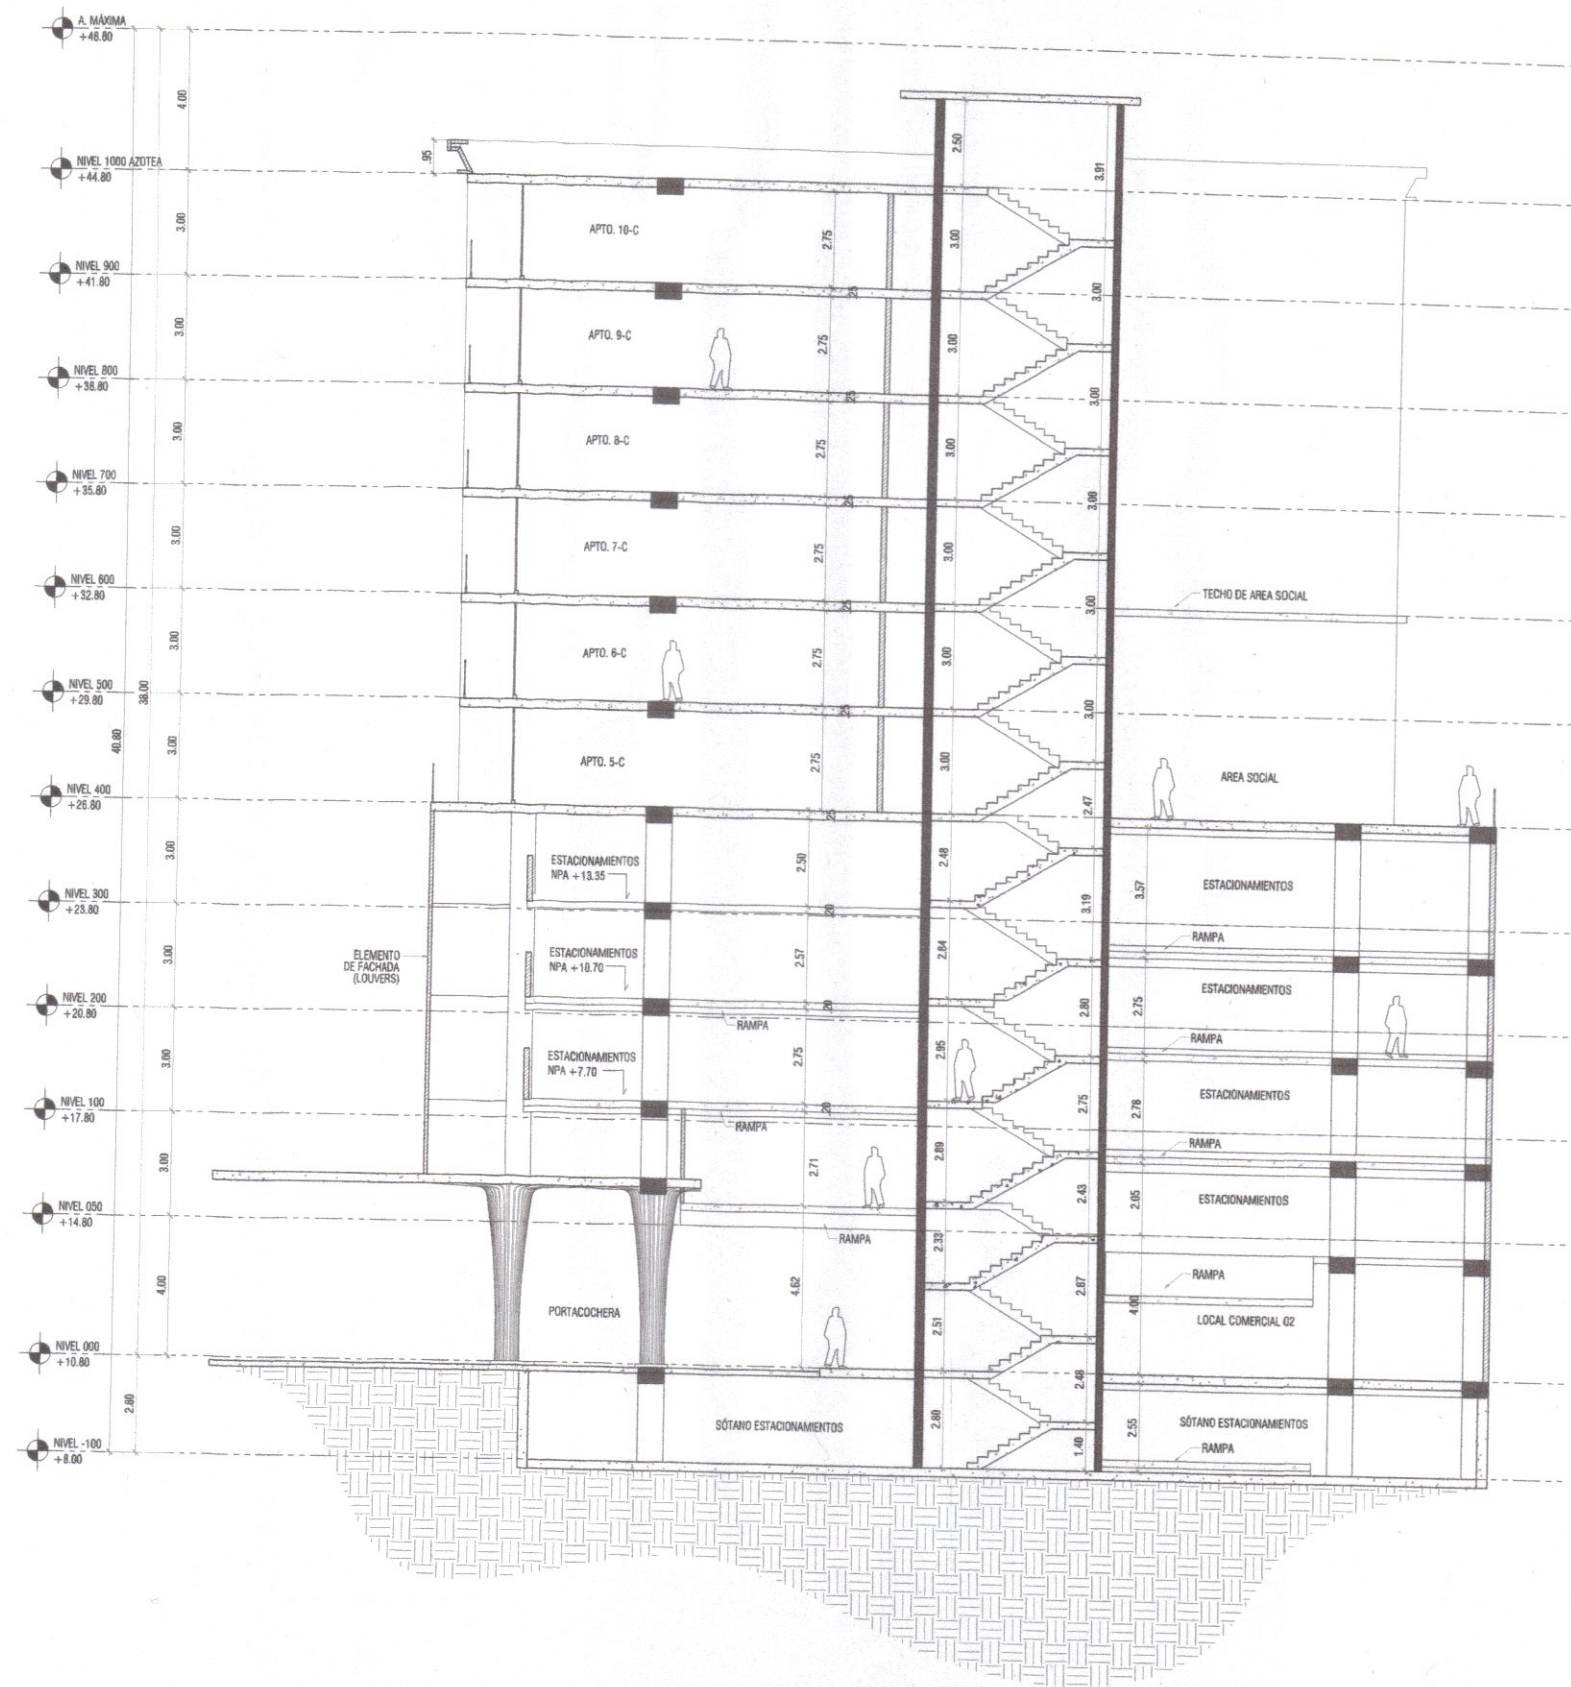 A. MÁXIMA
+48.80
4.00
NIVEL 1000 AZOTEA
+44.80
.95
2.50
3.91
3.00
APTO. 10-C
2.75
3.00
NIVEL 900
+41.80
.25
3.00
3.00
APTO. 9-C
2.75
3.00
NIVEL 800
+38.80
.25
3.00
3.00
APTO. 8-C
2.75
3.00
NIVEL 700
+35.80
.25
3.00
3.00
APTO. 7-C
2.75
3.00
NIVEL 600
+32.80
.25
3.00
TECHO DE AREA SOCIAL
3.00
APTO. 6-C
2.75
3.00
NIVEL 500
+29.80
38.00
.25
3.00
40.80
3.00
APTO. 5-C
2.75
3.00
AREA SOCIAL
NIVEL 400
+26.80
.25
2.47
3.00
ESTACIONAMIENTOS
NPA +13.35
2.50
2.48
3.57
ESTACIONAMIENTOS
NIVEL 300
+23.80
.20
3.19
RAMPA
3.00
ELEMENTO
DE FACHADA
(LOUVERS)
ESTACIONAMIENTOS
NPA +10.70
2.57
2.84
ESTACIONAMIENTOS
NIVEL 200
+20.80
.20
2.80
2.75
RAMPA
RAMPA
3.00
ESTACIONAMIENTOS
NPA +7.70
2.75
2.95
ESTACIONAMIENTOS
NIVEL 100
+17.80
.20
2.75
2.78
RAMPA
RAMPA
3.00
2.71
2.89
ESTACIONAMIENTOS
NIVEL 050
+14.80
2.43
2.05
RAMPA
2.33
4.00
PORTACOCHERA
4.62
2.87
RAMPA
4.00
LOCAL COMERCIAL 02
2.51
NIVEL 000
+10.80
2.48
2.80
SÓTANO ESTACIONAMIENTOS
2.80
2.55
SÓTANO ESTACIONAMIENTOS
NIVEL -100
+8.00
1.40
RAMPA